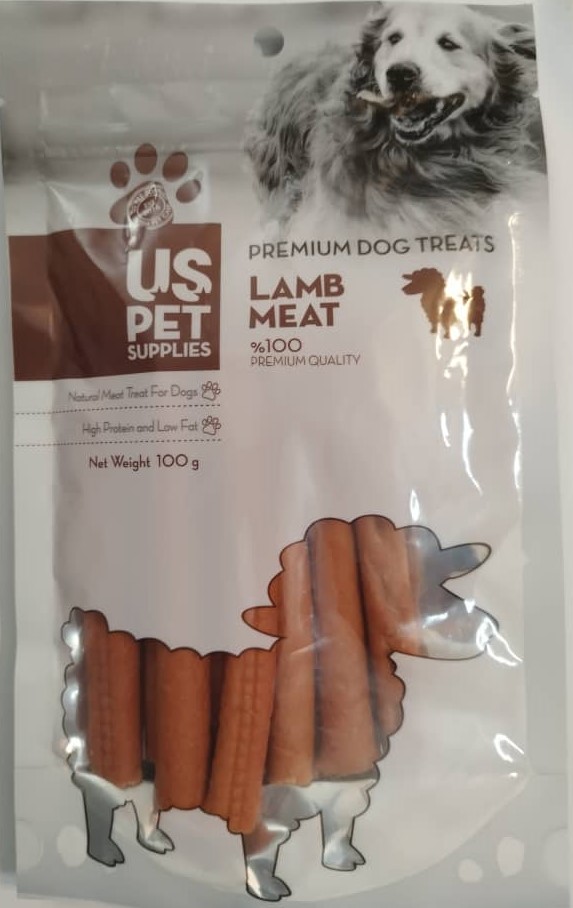 US
PET
SUPPLIES
PREMIUM DOG TREATS
LAMB
MEAT
%100
PREMIUM QUALITY
Natural Meat Treat For Dogs
High Protein and Low Fat
Net Weight 100 g